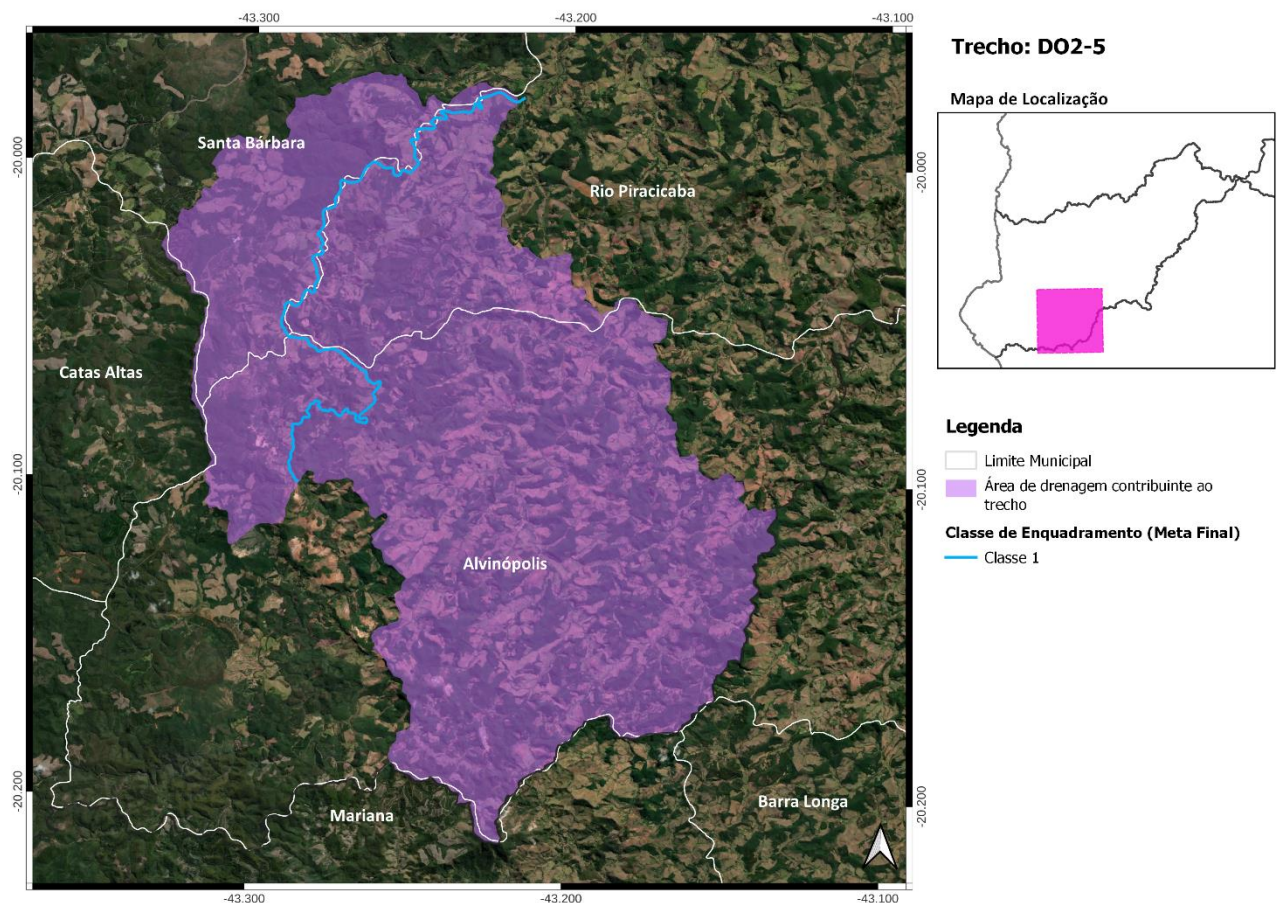 -43.300
-43.200
-43.100
Trecho: DO2-5
Mapa de Localização
Santa Bárbara
-20.000
-20.000
Rio Piracicaba
Catas Altas
Legenda
Limite Municipal
Área de drenagem contribuinte ao
trecho
Classe de Enquadramento (Meta Final)
Classe 1
-20.100
-20.100
Alvinópolis
-20.200
-20.200
Mariana
Barra Longa
-43.300
-43.200
-43.100